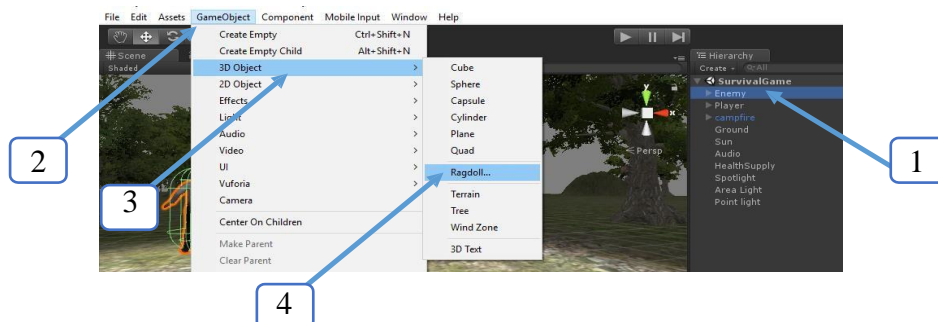 File Edit Assets GameObject Component Mobile Input Window Help
Scene
Shaded
Create Empty Ctrl+Shift+N
Create Empty Child Alt+Shift+N
3D Object >
2D Object >
Effects >
Light >
Audio >
Video >
UI >
Vuforia >
Camera
Center On Children
Make Parent
Clear Parent
Cube
Sphere
Capsule
Cylinder
Plane
Quad
Ragdoll...
Terrain
Tree
Wind Zone
3D Text
y
x
Persp
Hierarchy
Create All
SurvivalGame
Enemy
Player
campfire
Ground
Sun
Audio
HealthSupply
Spotlight
Area Light
Point light
1
2
3
4